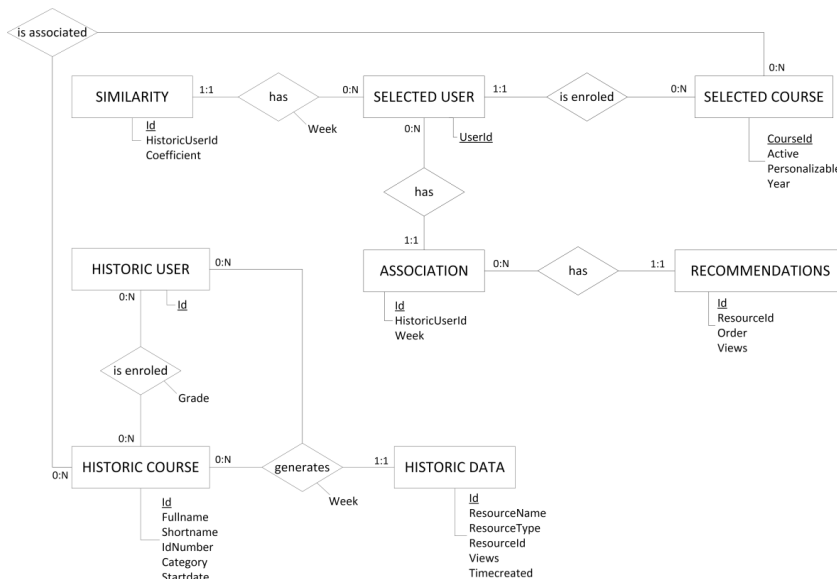 is associated
0:N
SIMILARITY
1:1
has
0:N
SELECTED USER
1:1
is enroled
0:N
SELECTED COURSE
Week
Id
HistoricUserId
Coefficient
UserId
CourseId
Active
Personalizable
Year
0:N
has
1:1
HISTORIC USER
0:N
ASSOCIATION
0:N
has
1:1
RECOMMENDATIONS
0:N
Id
Id
HistoricUserId
Week
Id
ResourceId
Order
Views
is enroled
Grade
0:N
0:N
HISTORIC COURSE
0:N
generates
1:1
HISTORIC DATA
Week
Id
Fullname
Shortname
IdNumber
Category
Startdate
Id
ResourceName
ResourceType
ResourceId
Views
Timecreated